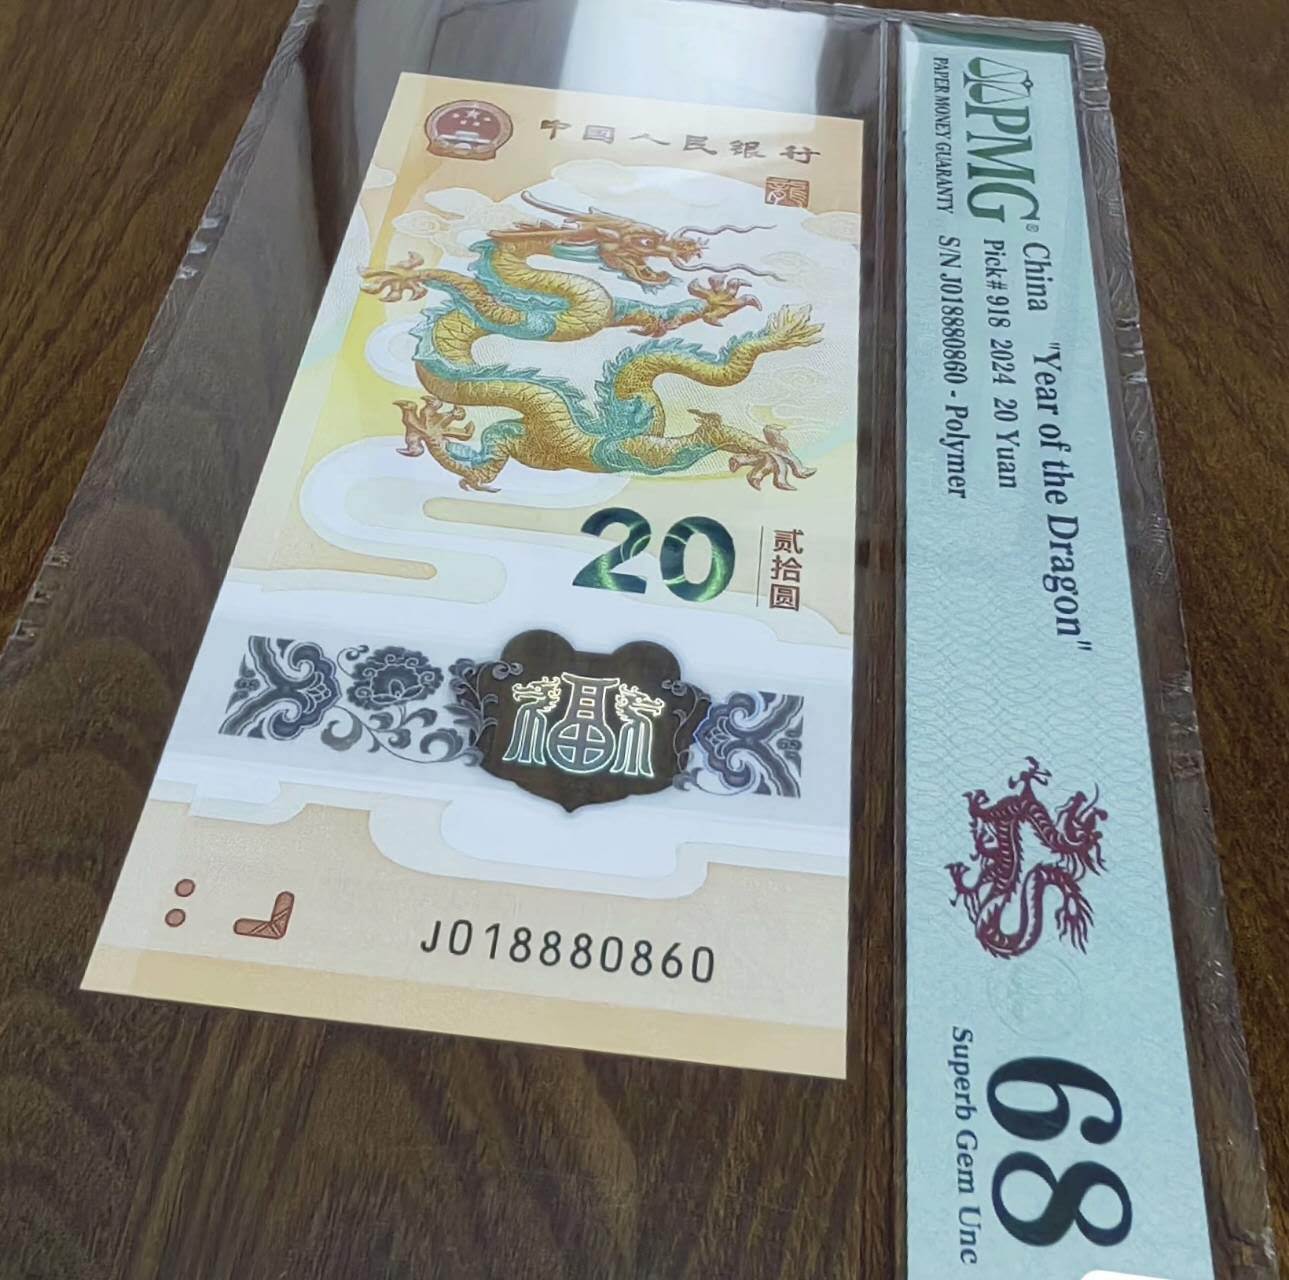 中国人民银行
龍
20
贰拾圆
福
J018880860
PMG®
PAPER MONEY GUARANTY
China "Year of the Dragon"
Pick# 918 2024 20 Yuan
S/N J018880860 - Polymer
68
Superb Gem Unc